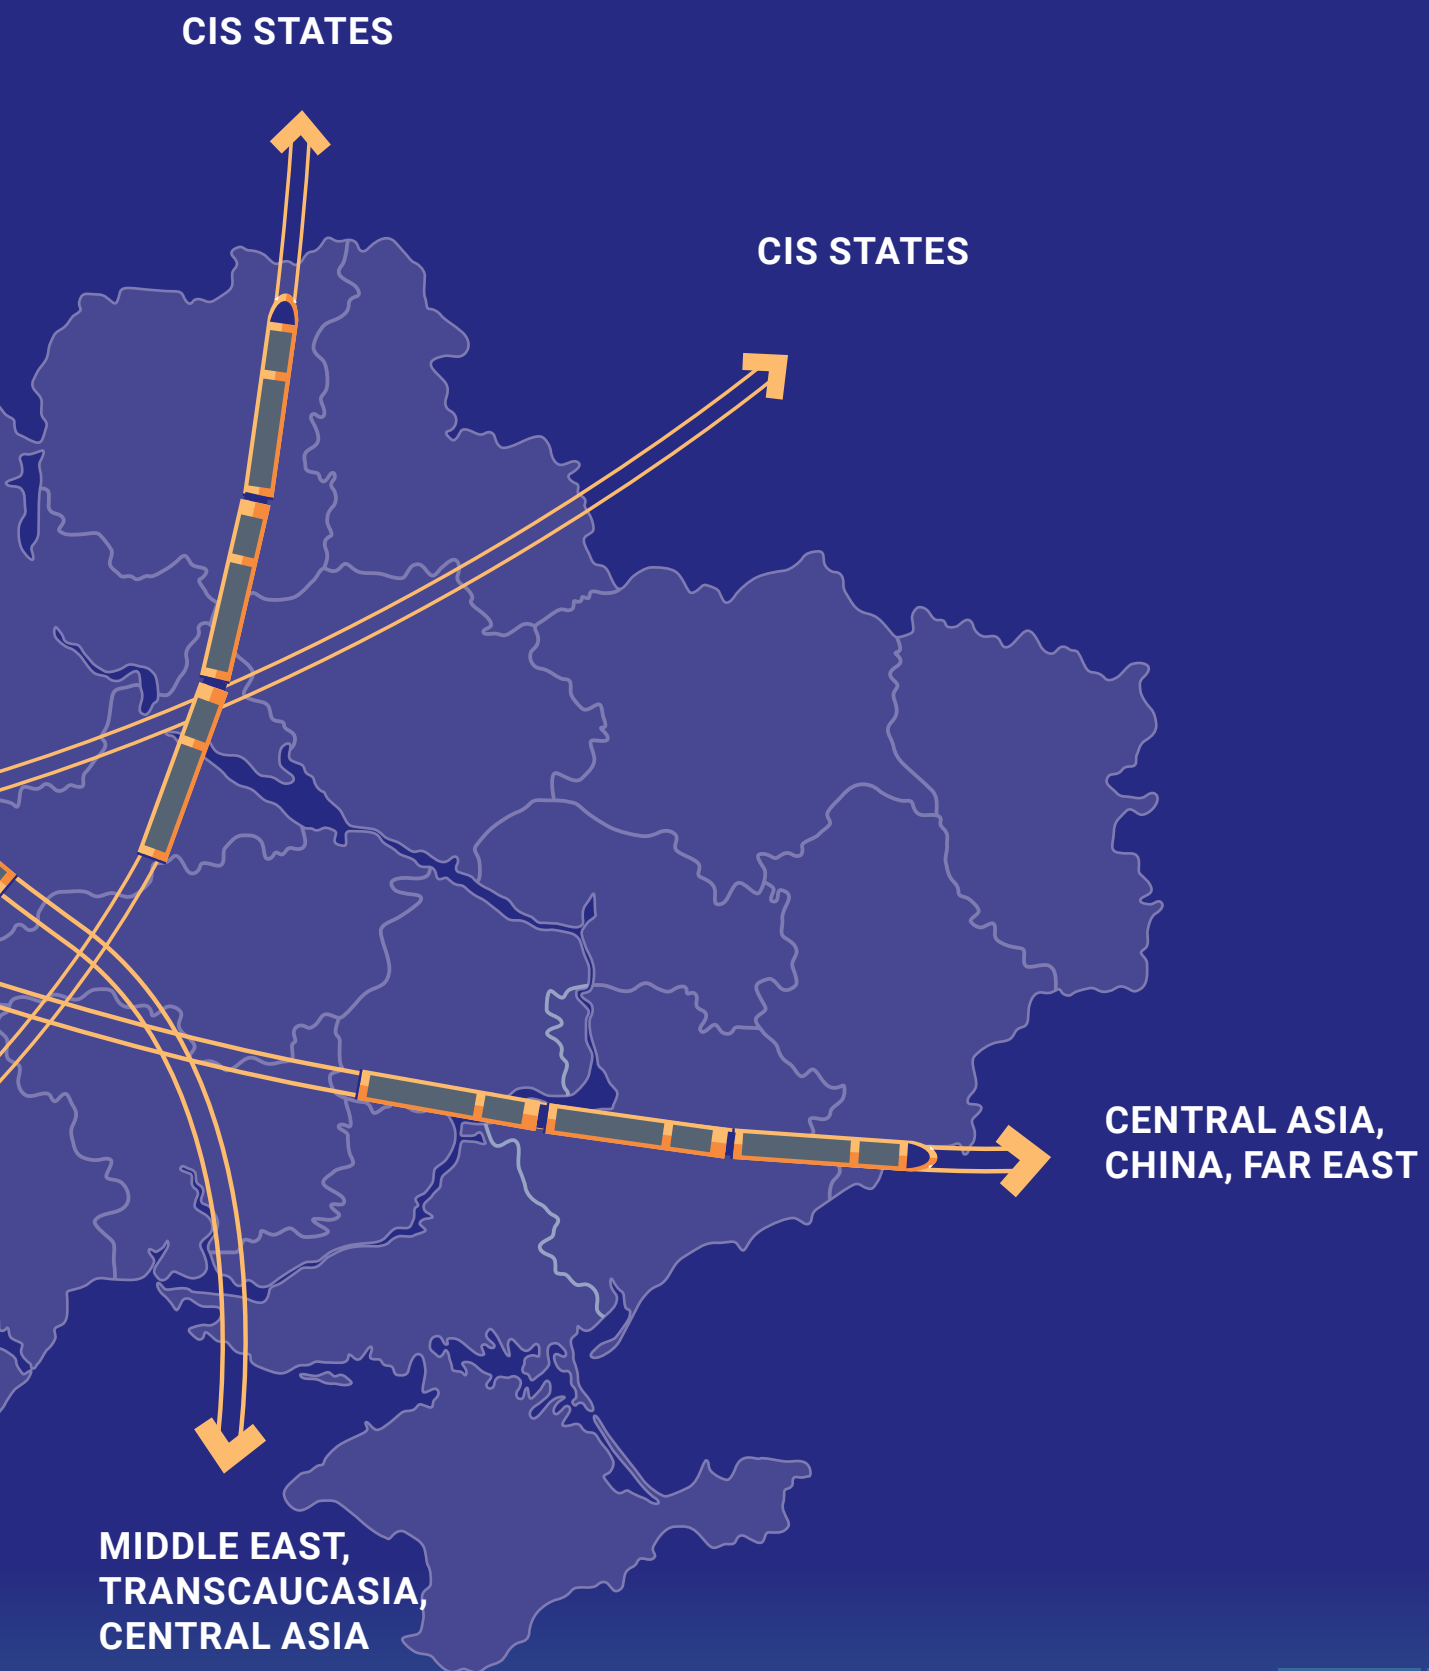 CIS STATES
CIS STATES
CENTRAL ASIA,
CHINA, FAR EAST
MIDDLE EAST,
TRANSCAUCASIA,
CENTRAL ASIA